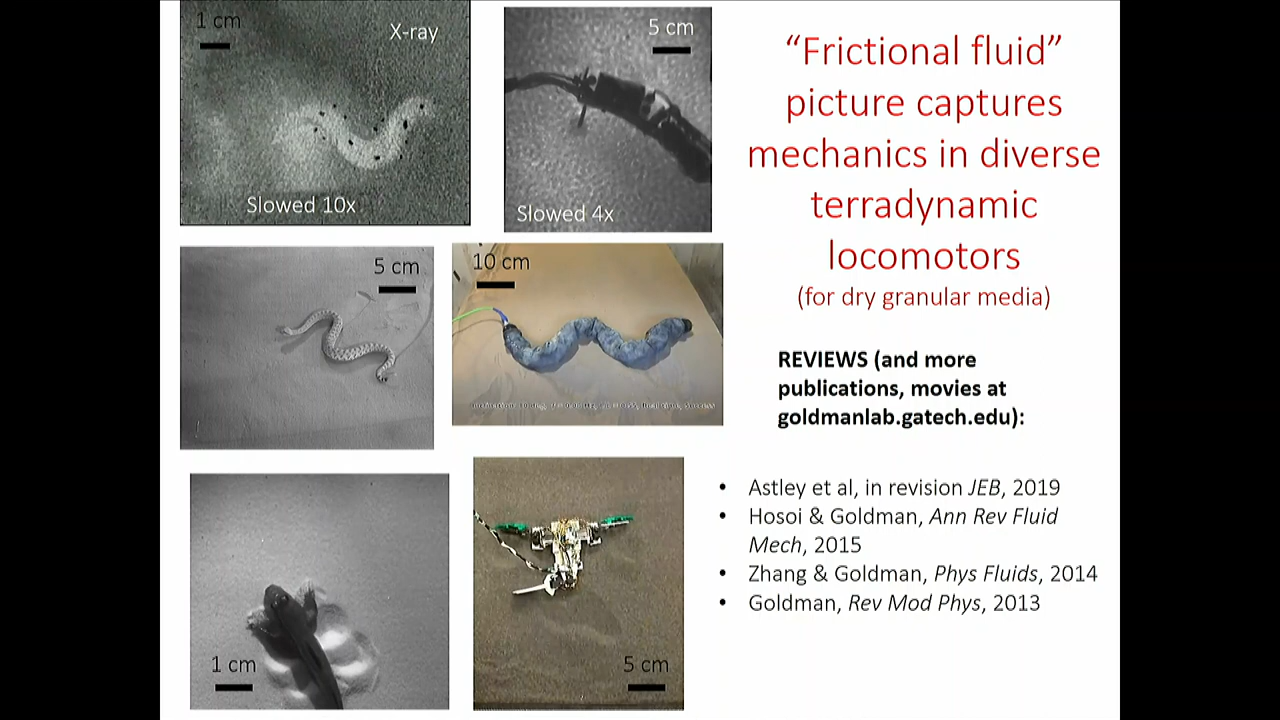 1 cm
X-ray
Slowed 10x
5 cm
Slowed 4x
5 cm
10 cm
1 cm
5 cm
“Frictional fluid”
picture captures
mechanics in diverse
terradynamic
locomotors
(for dry granular media)
REVIEWS (and more
publications, movies at
goldmanlab.gatech.edu):
• Astley et al, in revision JEB, 2019
• Hosoi & Goldman, Ann Rev Fluid
Mech, 2015
• Zhang & Goldman, Phys Fluids, 2014
• Goldman, Rev Mod Phys, 2013